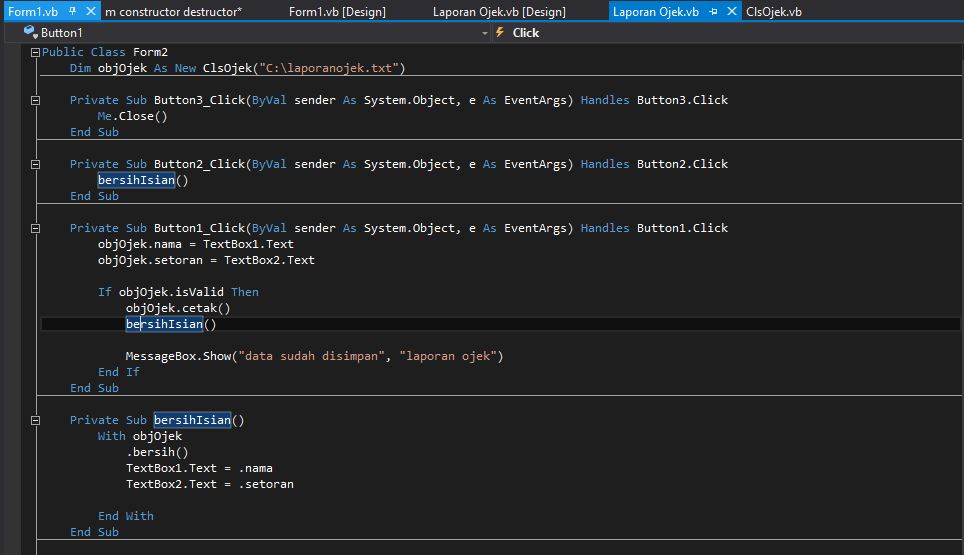 Form1.vb m constructor destructor* Form1.vb [Design] Laporan Ojek.vb [Design] Laporan Ojek.vb ClsOjek.vb
Button1 Click
Public Class Form2
Dim objOjek As New ClsOjek("C:\laporanojek.txt")
Private Sub Button3_Click(ByVal sender As System.Object, e As EventArgs) Handles Button3.Click
Me.Close()
End Sub
Private Sub Button2_Click(ByVal sender As System.Object, e As EventArgs) Handles Button2.Click
bersihIsian()
End Sub
Private Sub Button1_Click(ByVal sender As System.Object, e As EventArgs) Handles Button1.Click
objOjek.nama = TextBox1.Text
objOjek.setoran = TextBox2.Text
If objOjek.isValid Then
objOjek.cetak()
bersihIsian()
MessageBox.Show("data sudah disimpan", "laporan ojek")
End If
End Sub
Private Sub bersihIsian()
With objOjek
.bersih()
TextBox1.Text = .nama
TextBox2.Text = .setoran
End With
End Sub